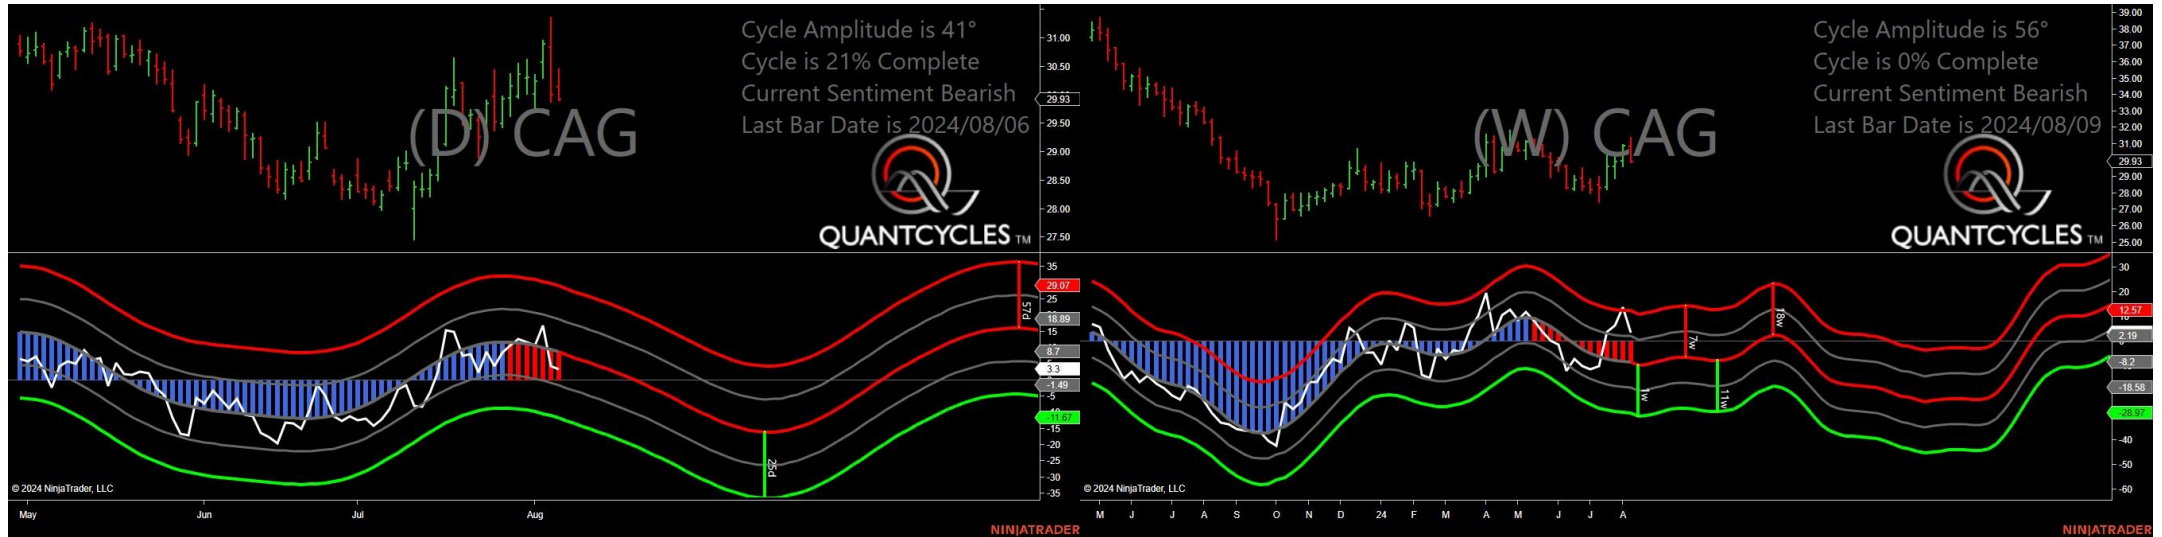 Cycle Amplitude is 41°
Cycle is 21% Complete
Current Sentiment Bearish
Last Bar Date is 2024/08/06
(D) CAG
QUANTCYCLES TM
31.00
30.50
29.93
29.50
29.00
28.50
28.00
27.50
35
29.07
25
18.89
15
8.7
3.3
-1.49
-5
-11.67
-15
-20
-25
-30
-35
57d
25d
© 2024 NinjaTrader, LLC
May Jun Jul Aug
NINJATRADER
Cycle Amplitude is 56°
Cycle is 0% Complete
Current Sentiment Bearish
Last Bar Date is 2024/08/09
(W) CAG
QUANTCYCLES TM
39.00
38.00
37.00
36.00
35.00
34.00
33.00
32.00
31.00
29.93
29.00
28.00
27.00
26.00
25.00
30
20
12.57
2.19
-8.2
-18.58
-28.97
-40
-50
-60
7w
18w
1w
11w
© 2024 NinjaTrader, LLC
M J J A S O N D 24 F M A M J J A
NINJATRADER